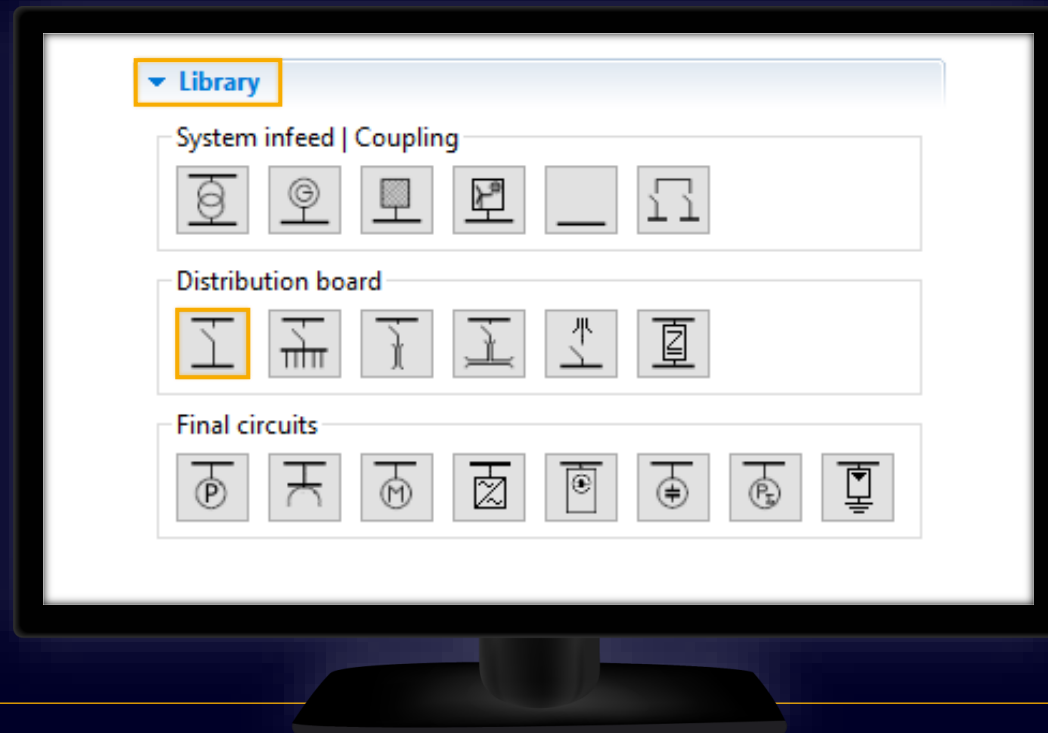 Library
System infeed | Coupling
G
Distribution board
Final circuits
P
M